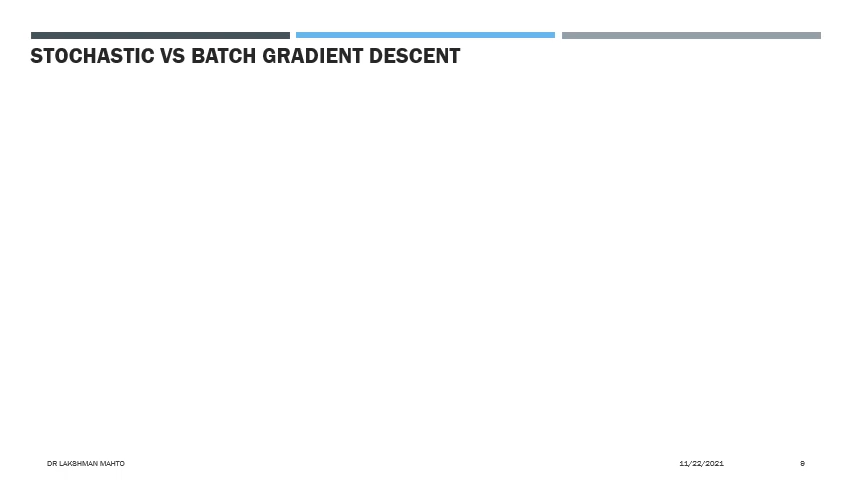 STOCHASTIC VS BATCH GRADIENT DESCENT
DR LAKSHMAN MAHTO
11/22/2021
9